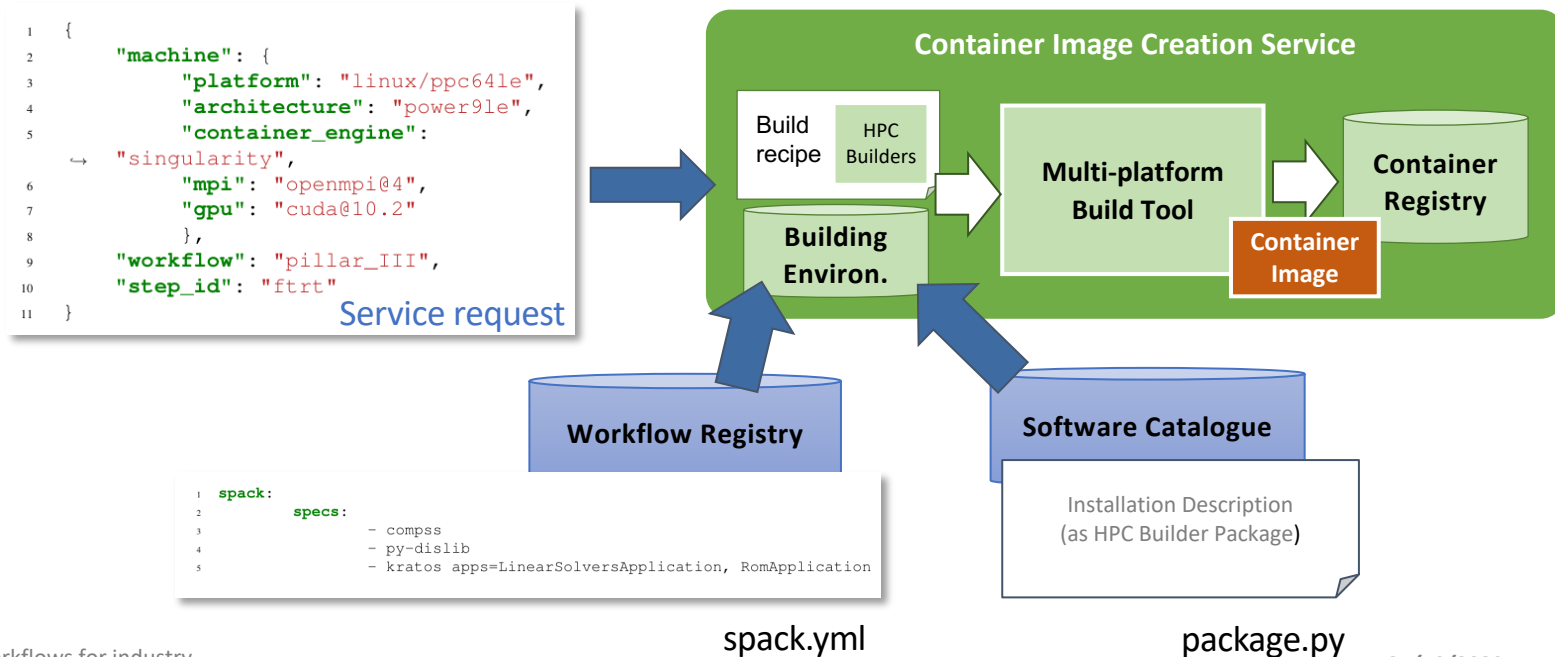 1 {
2 "machine": {
3 "platform": "linux/ppc64le",
4 "architecture": "power9le",
5 "container_engine":
↪ "singularity",
6 "mpi": "openmpi@4",
7 "gpu": "cuda@10.2"
8 },
9 "workflow": "pillar_III",
10 "step_id": "ftrt"
11 }
Service request
Container Image Creation Service
Build
recipe
HPC
Builders
Building
Environ.
Multi-platform
Build Tool
Container
Image
Container
Registry
Workflow Registry
Software Catalogue
1 spack:
2 specs:
3 - compss
4 - py-dislib
5 - kratos apps=LinearSolversApplication, RomApplication
Installation Description
(as HPC Builder Package)
spack.yml
package.py
for industry